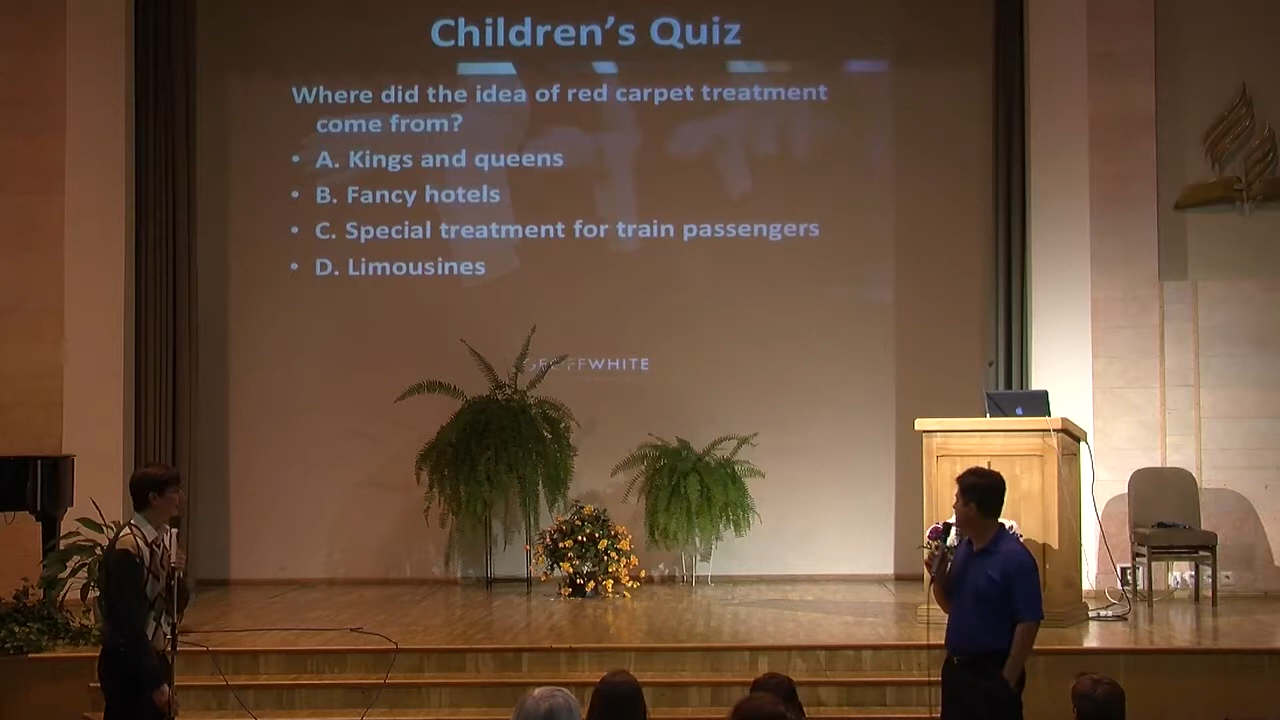 Children's Quiz
Where did the idea of red carpet treatment
come from?
• A. Kings and queens
• B. Fancy hotels
• C. Special treatment for train passengers
• D. Limousines
GEOFFWHITE